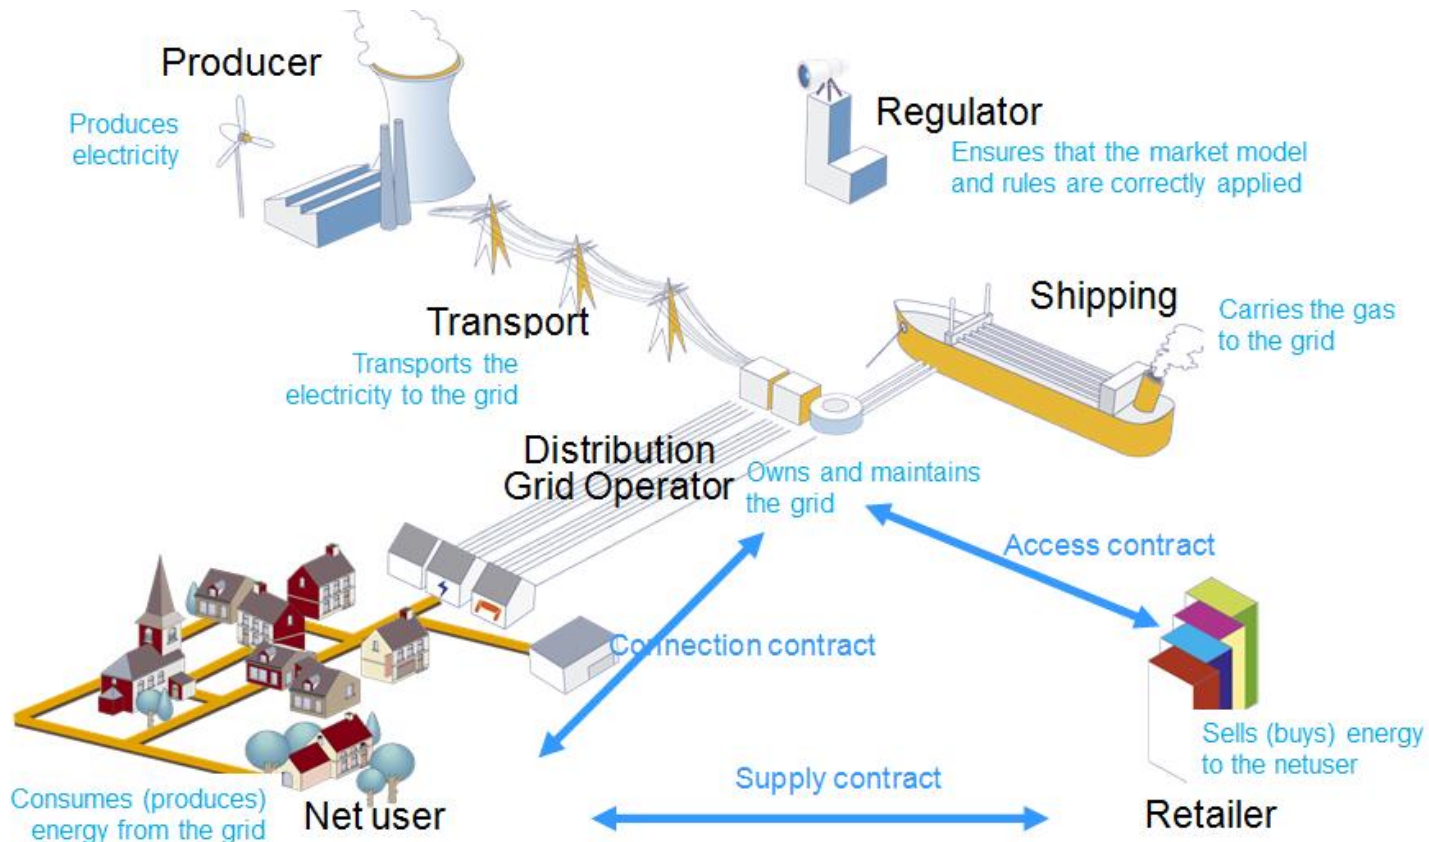 Producer
Produces
electricity
Regulator
Ensures that the market model
and rules are correctly applied
Transport
Transports the
electricity to the grid
Shipping
Carries the gas
to the grid
Distribution
Grid Operator
Owns and maintains
the grid
Access contract
Connection contract
Supply contract
Sells (buys) energy
to the netuser
Retailer
Consumes (produces)
energy from the grid
Net user